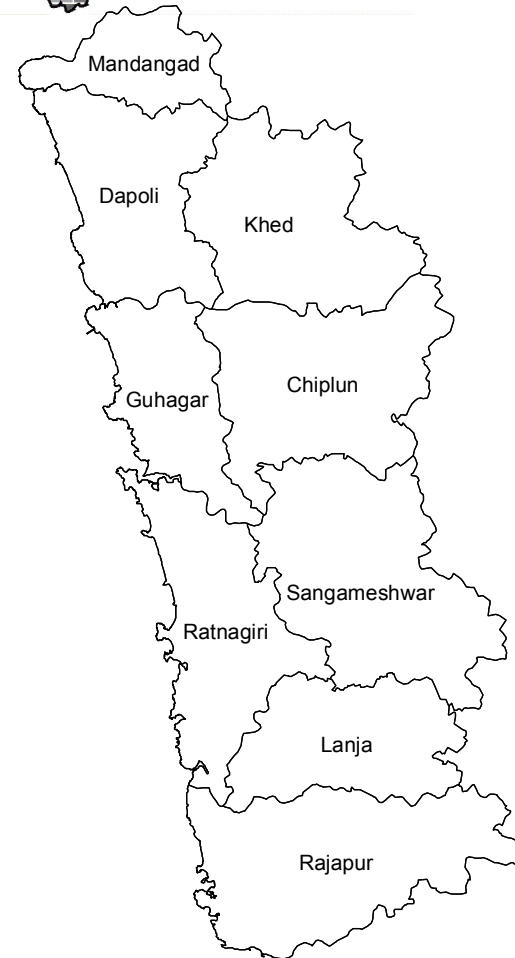 Mandangad
Dapoli
Khed
Chiplun
Guhagar
Sangameshwar
Ratnagiri
Lanja
Rajapur